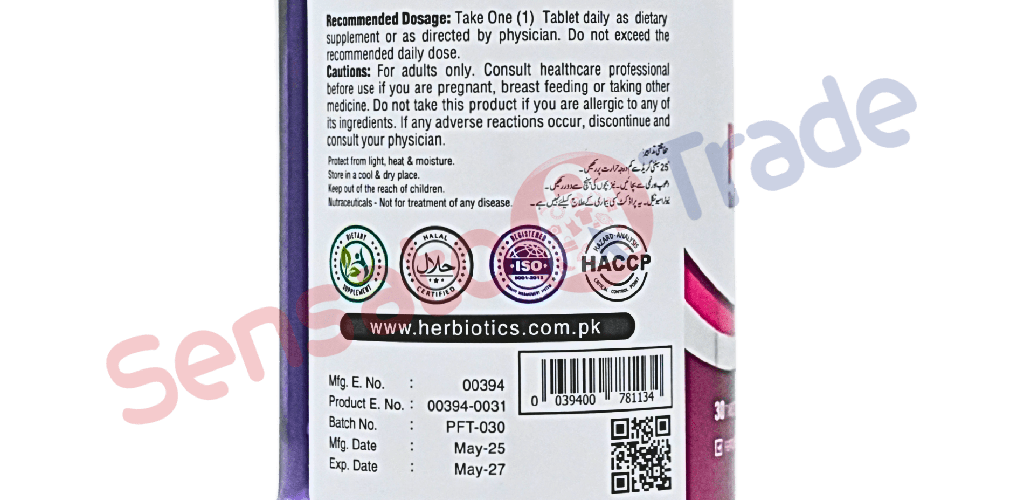 Recommended Dosage: Take One (1) Tablet daily as dietary
supplement or as directed by physician. Do not exceed the
recommended daily dose.
Cautions: For adults only. Consult healthcare professional
before use if you are pregnant, breast feeding or taking other
medicine. Do not take this product if you are allergic to any of
its ingredients. If any adverse reactions occur, discontinue and
consult your physician.
Protect from light, heat & moisture.
Store in a cool & dry place.
Keep out of the reach of children.
Nutraceuticals - Not for treatment of any disease.
DIETARY
SUPPLEMENT
HALAL
حلال
CERTIFIED
REGISTERED
ISO
HAZARD ANALYSIS
HACCP
CRITICAL CONTROL POINT
www.herbiotics.com.pk
Mfg. E. No. : 00394
Product E. No. : 00394-0031
Batch No. : PFT-030
Mfg. Date : May-25
Exp. Date : May-27
0 039400 781134
30
Trade